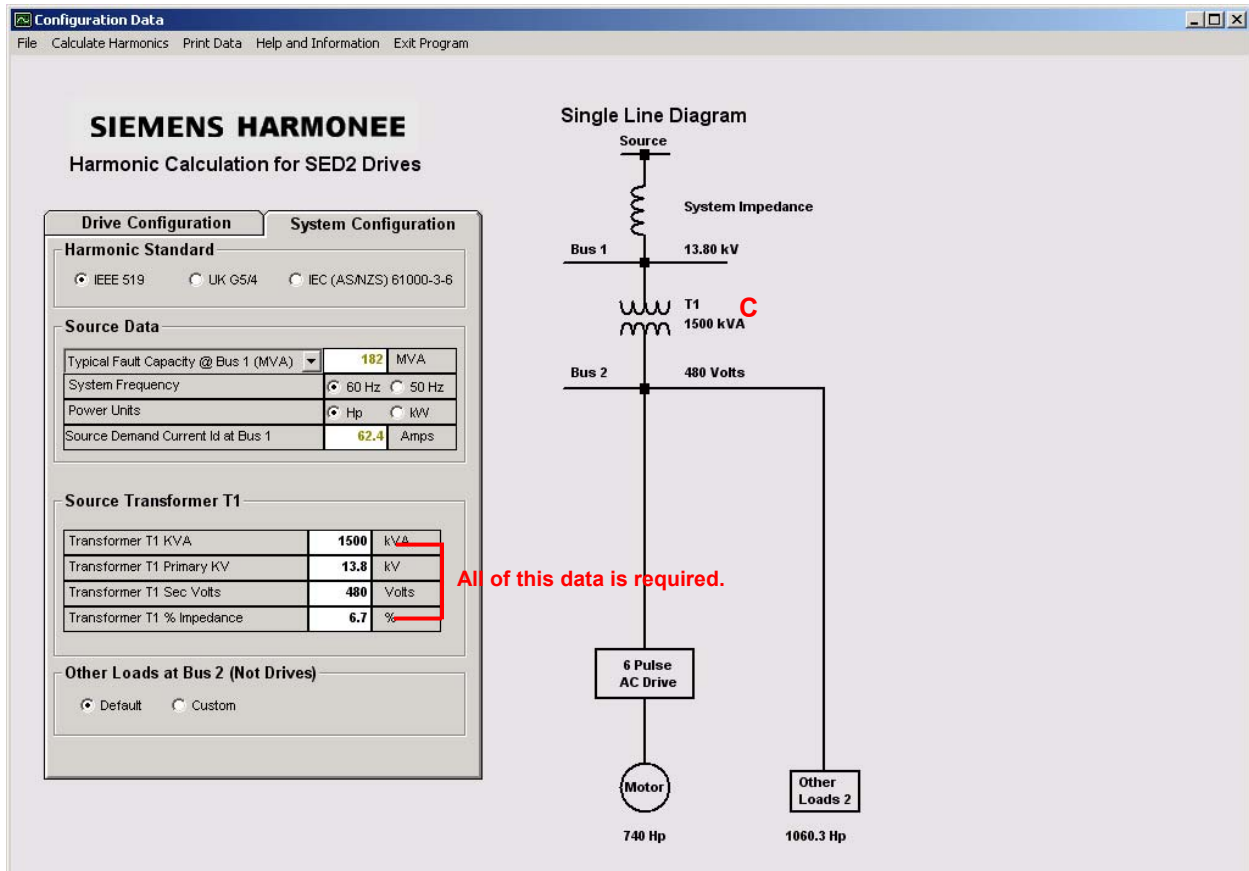 Configuration Data
File Calculate Harmonics Print Data Help and Information Exit Program
SIEMENS HARMONEE
Harmonic Calculation for SED2 Drives
Drive Configuration System Configuration
Harmonic Standard
IEEE 519 UK G5/4 IEC (AS/NZS) 61000-3-6
Source Data
Typical Fault Capacity @ Bus 1 (MVA) 182 MVA
System Frequency 60 Hz 50 Hz
Power Units Hp kW
Source Demand Current Id at Bus 1 62.4 Amps
Source Transformer T1
Transformer T1 KVA 1500 kVA
Transformer T1 Primary KV 13.8 kV
Transformer T1 Sec Volts 480 Volts
Transformer T1 % Impedance 6.7 %
All of this data is required.
Other Loads at Bus 2 (Not Drives)
Default Custom
Single Line Diagram
Source
System Impedance
Bus 1 13.80 kV
T1 C
1500 kVA
Bus 2 480 Volts
6 Pulse
AC Drive
Motor
740 Hp
Other
Loads 2
1060.3 Hp